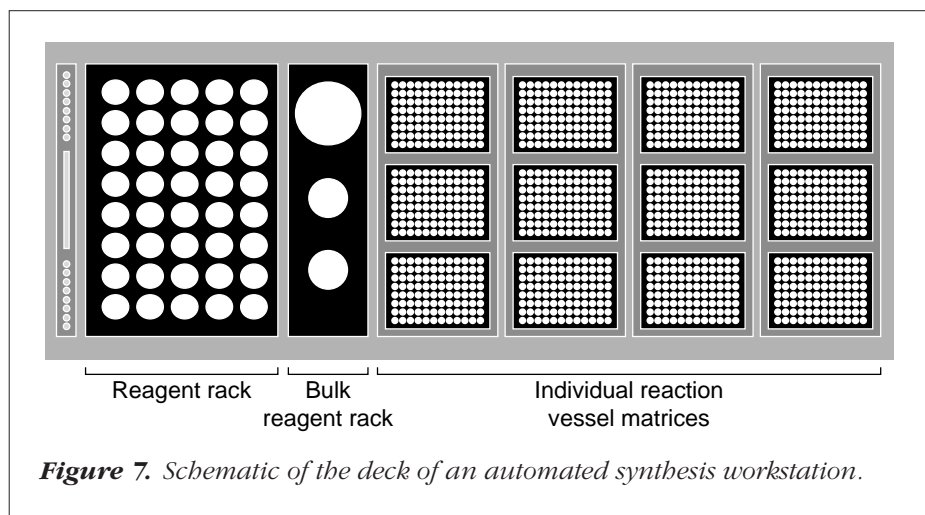 Reagent rack
Bulk
reagent rack
Individual reaction
vessel matrices
Figure 7. Schematic of the deck of an automated synthesis workstation.